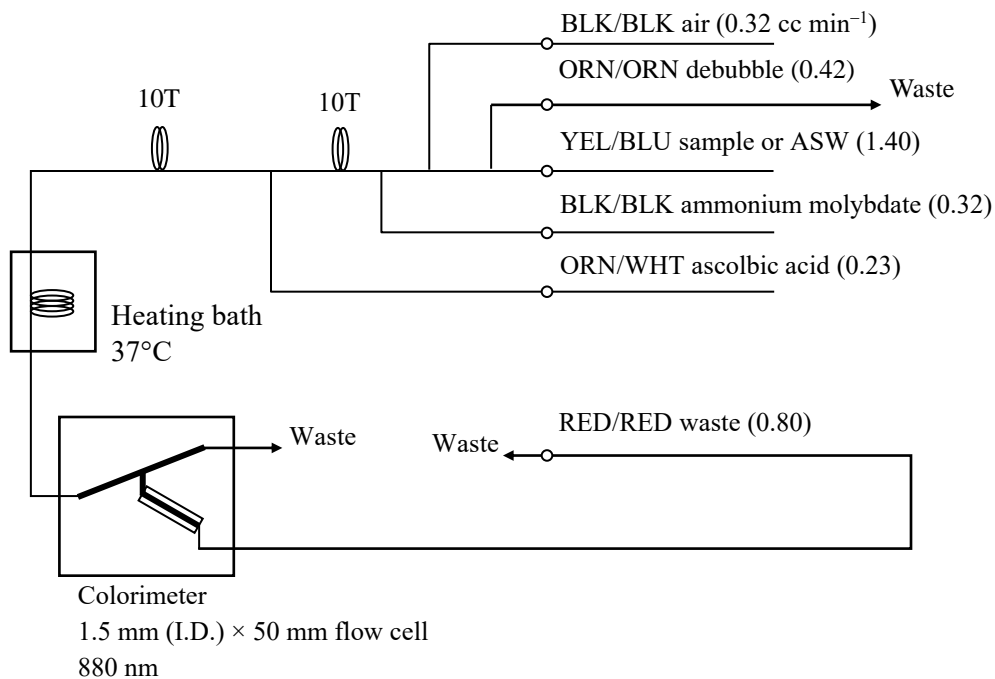 BLK/BLK air (0.32 cc min⁻¹)
ORN/ORN debubble (0.42)
Waste
10T
10T
YEL/BLU sample or ASW (1.40)
BLK/BLK ammonium molybdate (0.32)
ORN/WHT ascolbic acid (0.23)
Heating bath
37°C
RED/RED waste (0.80)
Waste
Waste
Colorimeter
1.5 mm (I.D.) × 50 mm flow cell
880 nm